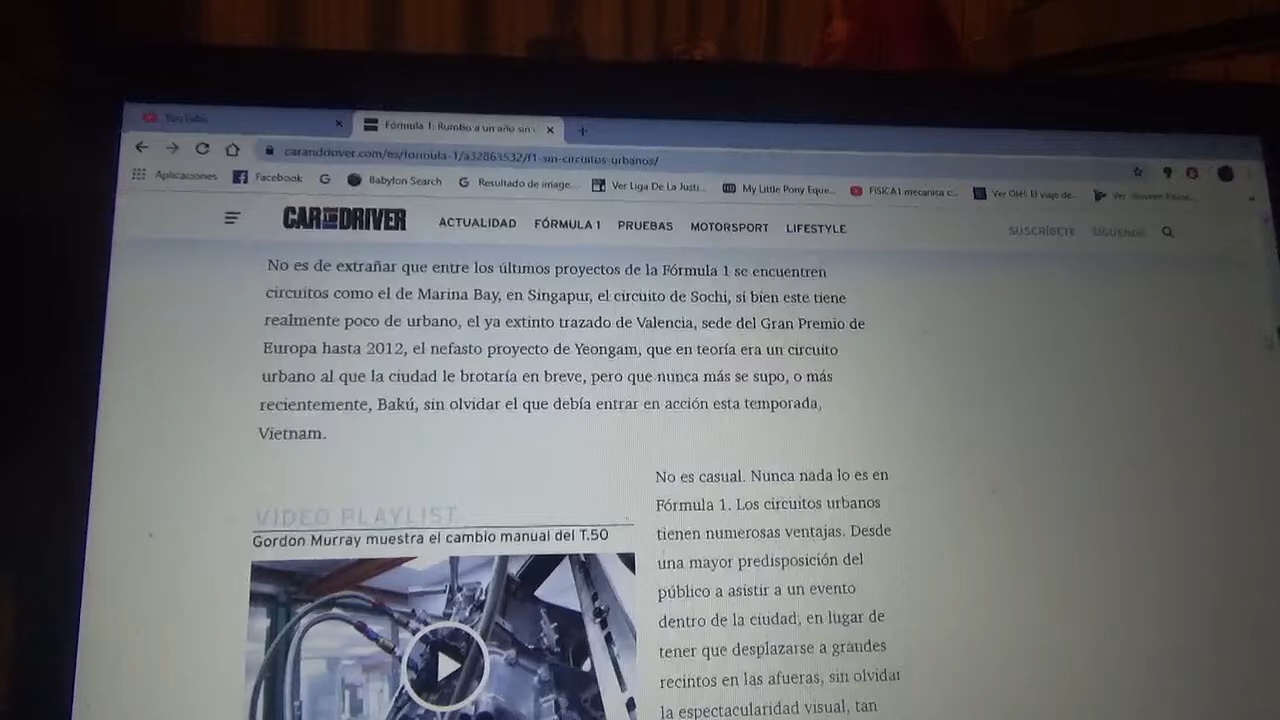 YouTube
Fórmula 1: Rumbo a un año sin
carandriver.com/es/formula-1/a32863532/f1-sin-circuitos-urbanos/
Aplicaciones Facebook Babylon Search Resultado de image... Ver Liga De La Justi... My Little Pony Eque... FISICA1 mecanica c... Ver Olé!: El viaje de... Ver
CAR AND DRIVER ACTUALIDAD FÓRMULA 1 PRUEBAS MOTORSPORT LIFESTYLE SUSCRÍBETE SÍGUENOS
No es de extrañar que entre los últimos proyectos de la Fórmula 1 se encuentren
circuitos como el de Marina Bay, en Singapur, el circuito de Sochi, si bien este tiene
realmente poco de urbano, el ya extinto trazado de Valencia, sede del Gran Premio de
Europa hasta 2012, el nefasto proyecto de Yeongam, que en teoría era un circuito
urbano al que la ciudad le brotaría en breve, pero que nunca más se supo, o más
recientemente, Bakú, sin olvidar el que debía entrar en acción esta temporada,
Vietnam.
VIDEO PLAYLIST
Gordon Murray muestra el cambio manual del T.50
No es casual. Nunca nada lo es en
Fórmula 1. Los circuitos urbanos
tienen numerosas ventajas. Desde
una mayor predisposición del
público a asistir a un evento
dentro de la ciudad, en lugar de
tener que desplazarse a grandes
recintos en las afueras, sin olvidar
la espectacularidad visual, tan